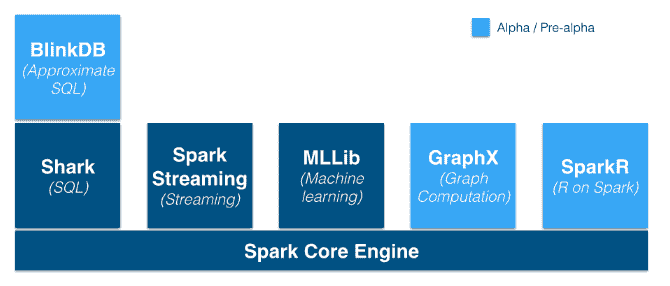 BlinkDB
(Approximate
SQL)
Alpha / Pre-alpha
Shark
(SQL)
Spark
Streaming
(Streaming)
MLLib
(Machine
learning)
GraphX
(Graph
Computation)
SparkR
(R on Spark)
Spark Core Engine